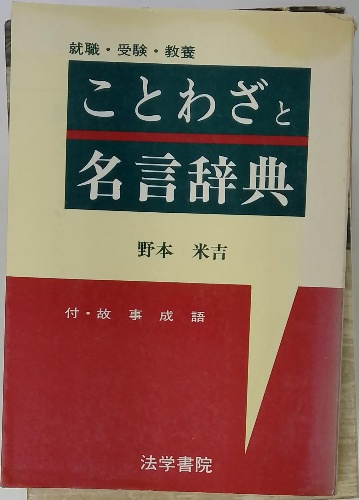 就職・受験・教養
ことわざと
名言辞典
野本 米吉
付・故事成語
法学書院